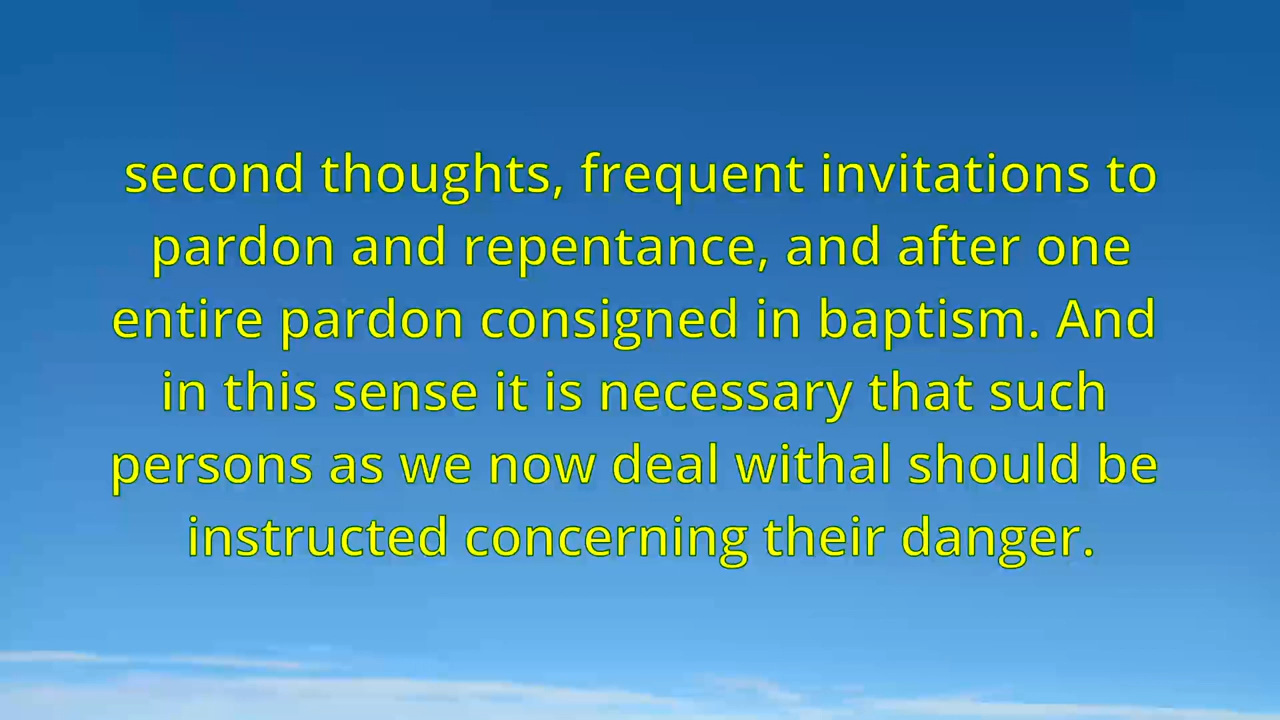 second thoughts, frequent invitations to
pardon and repentance, and after one
entire pardon consigned in baptism. And
in this sense it is necessary that such
persons as we now deal withal should be
instructed concerning their danger.